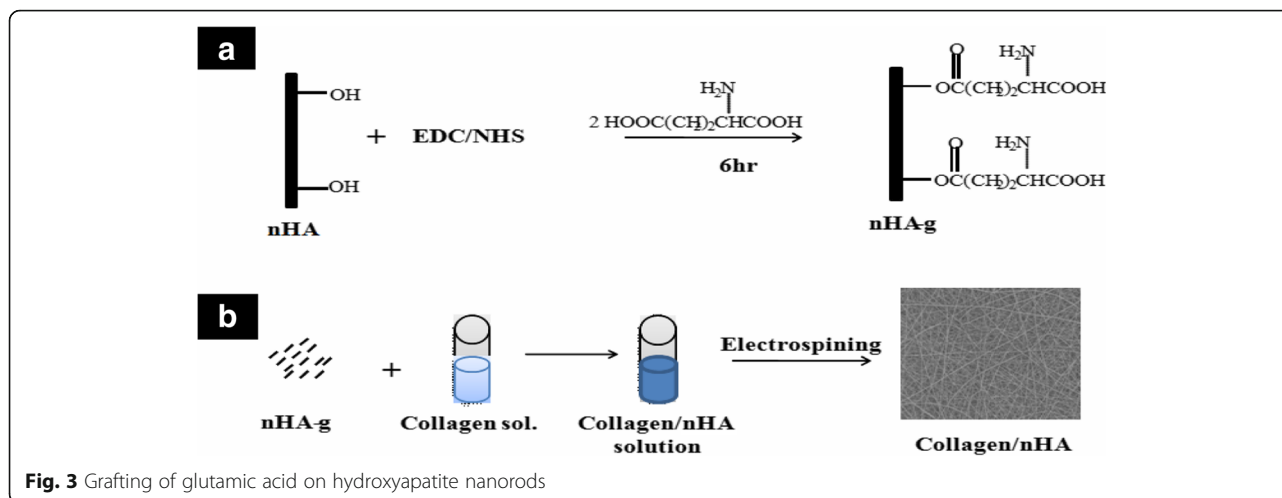 a
OH
OH
nHA
+
EDC/NHS
H₂N
2 HOOC(CH₂)₂CHCOOH
6hr
O
H₂N
OC(CH₂)₂CHCOOH
O
H₂N
OC(CH₂)₂CHCOOH
nHA-g
b
nHA-g
+
Collagen sol.
Collagen/nHA
solution
Electrospining
Collagen/nHA
Fig. 3 Grafting of glutamic acid on hydroxyapatite nanorods